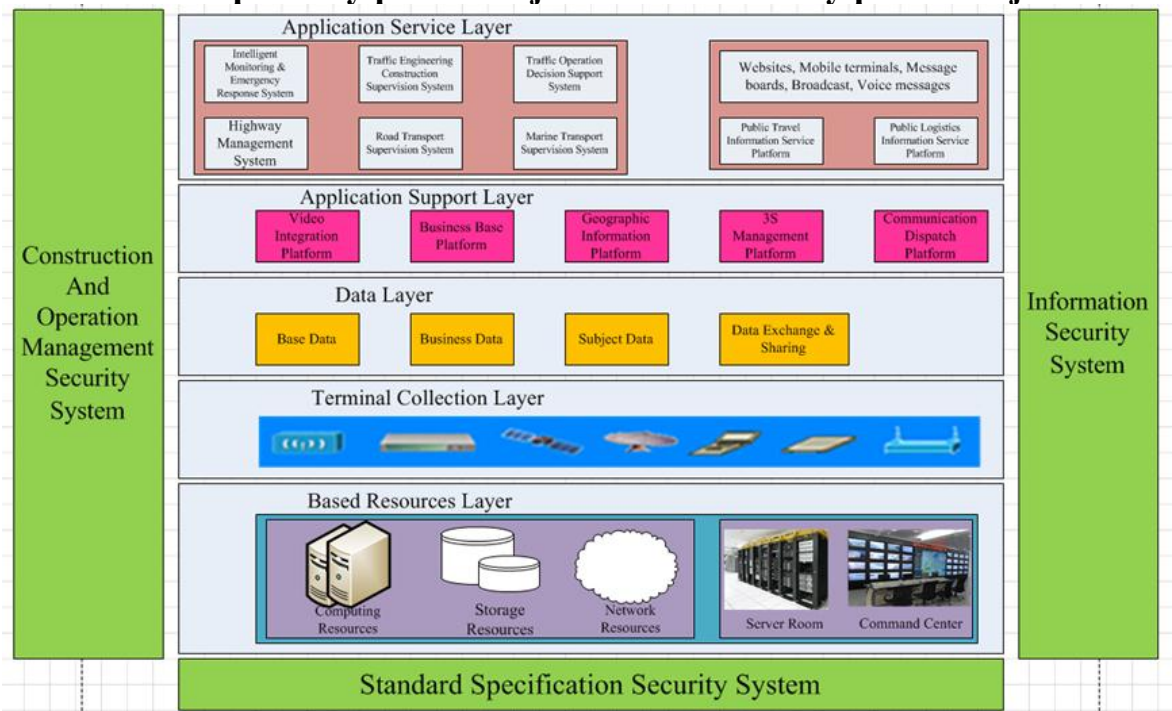 Application Service Layer
Intelligent
Monitoring &
Emergency
Response System
Traffic Engineering
Construction
Supervision System
Traffic Operation
Decision Support
System
Highway
Management
System
Road Transport
Supervision System
Marine Transport
Supervision System
Websites, Mobile terminals, Message
boards, Broadcast, Voice messages
Public Travel
Information Service
Platform
Public Logistics
Information Service
Platform
Application Support Layer
Video
Integration
Platform
Business Base
Platform
Geographic
Information
Platform
3S
Management
Platform
Communication
Dispatch
Platform
Data Layer
Base Data
Business Data
Subject Data
Data Exchange &
Sharing
Terminal Collection Layer
Based Resources Layer
Computing
Resources
Storage
Resources
Network
Resources
Server Room
Command Center
Construction
And
Operation
Management
Security
System
Information
Security
System
Standard Specification Security System